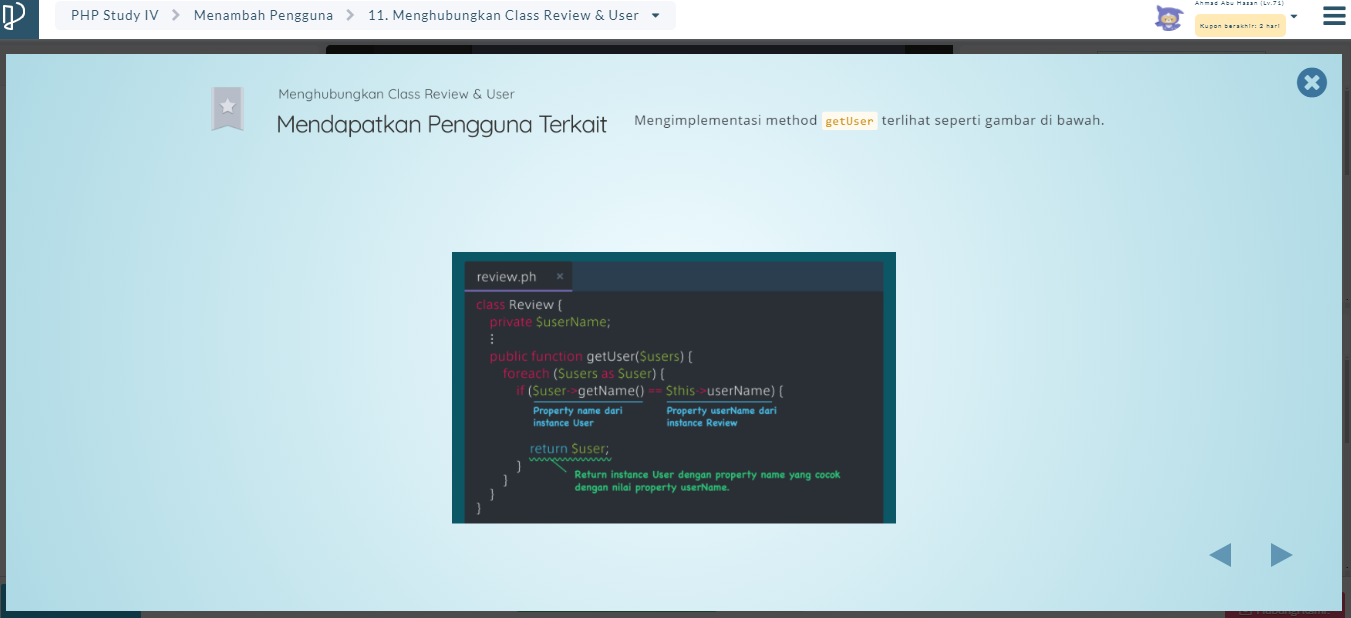 PHP Study IV
Menambah Pengguna
11. Menghubungkan Class Review & User
Ahmad Abu Hasan (Lv.71)
Kupon berakhir: 2 hari
Menghubungkan Class Review & User
Mendapatkan Pengguna Terkait
Mengimplementasi method getUser terlihat seperti gambar di bawah.
review.ph ×
class Review {
private $userName;
⋮
public function getUser($users) {
foreach ($users as $user) {
if ($user->getName() == $this->userName) {
Property name dari
instance User
Property userName dari
instance Review
return $user;
}
Return instance User dengan property name yang cocok
dengan nilai property userName.
}
}
}
Hubungi Kami